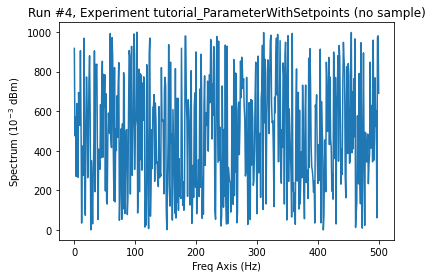 Run #4, Experiment tutorial_ParameterWithSetpoints (no sample)
1000
800
600
400
200
0
Spectrum (10⁻³ dBm)
0 100 200 300 400 500
Freq Axis (Hz)